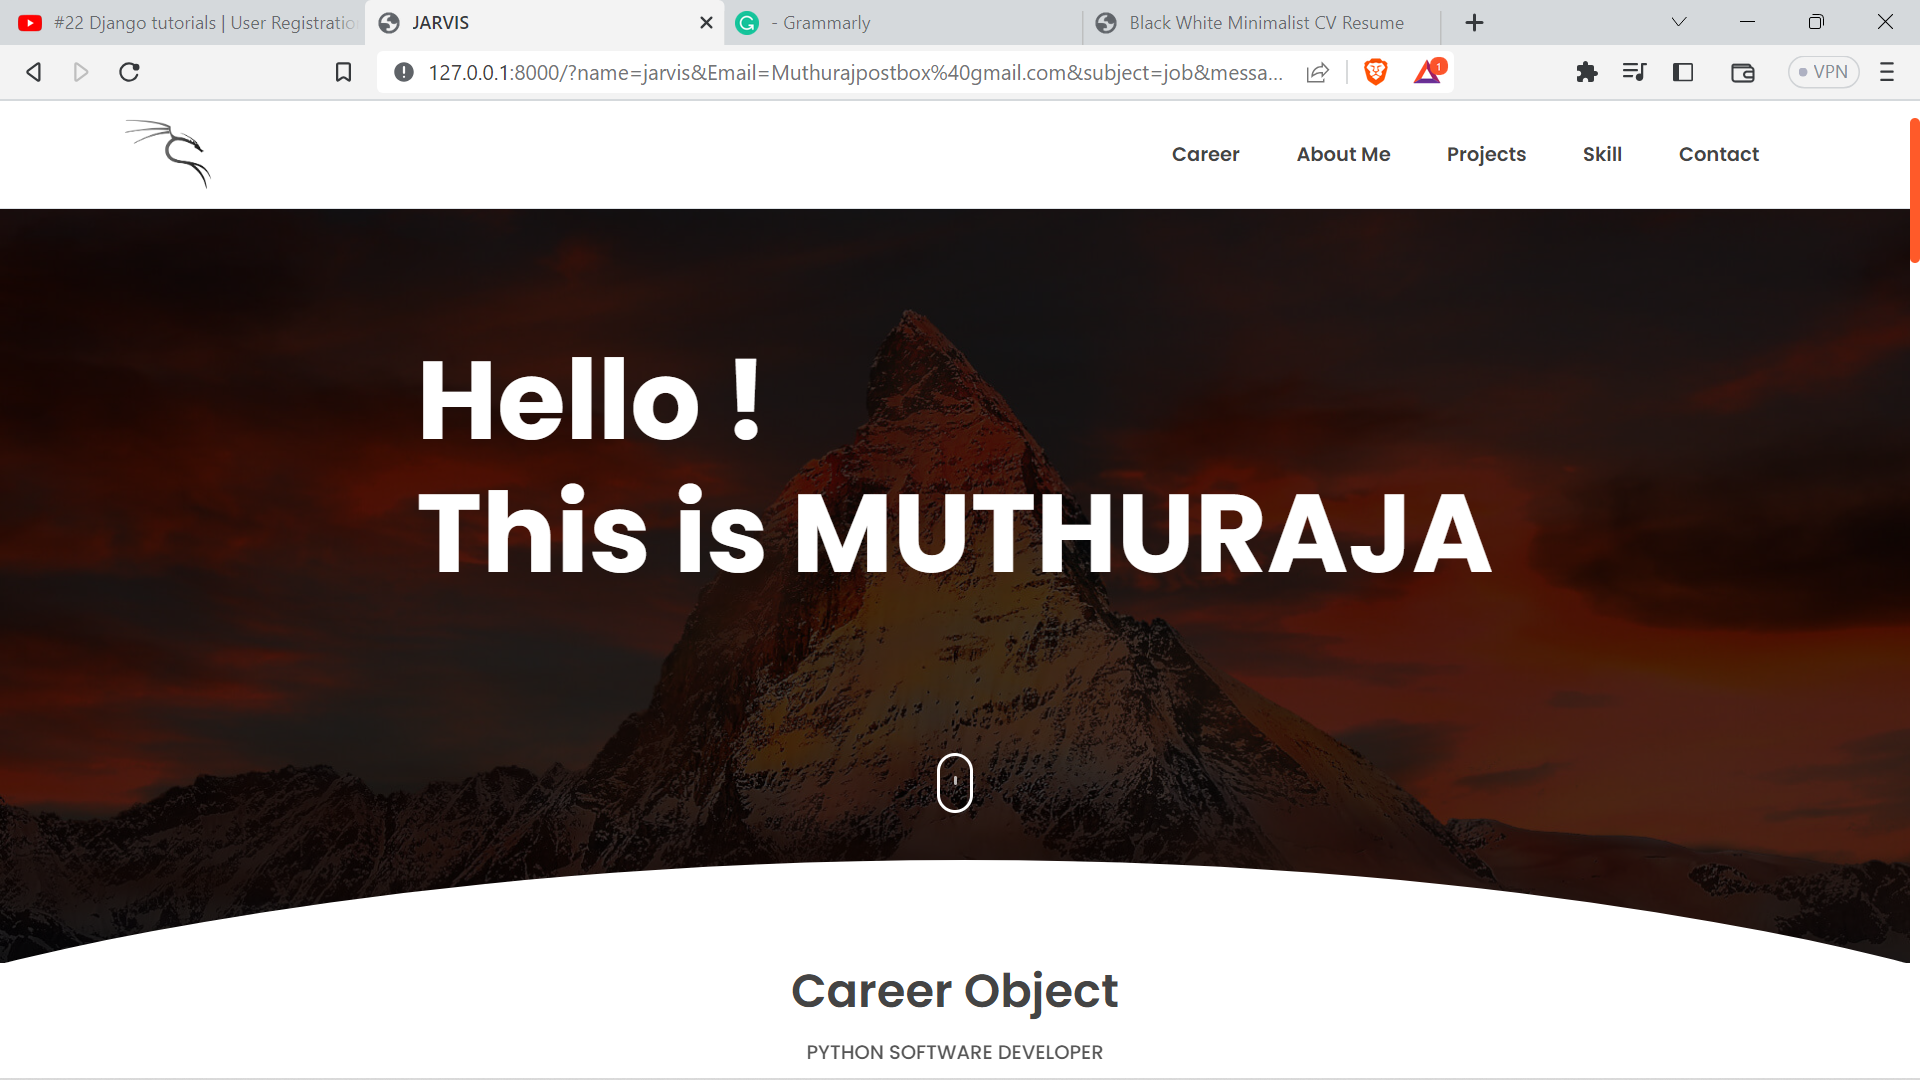 #22 Django tutorials | User Registratio
JARVIS
- Grammarly
Black White Minimalist CV Resume
127.0.0.1:8000/?name=jarvis&Email=Muthurajpostbox%40gmail.com&subject=job&messa...
1
VPN
Career
About Me
Projects
Skill
Contact
Hello !
This is MUTHURAJA
Career Object
PYTHON SOFTWARE DEVELOPER